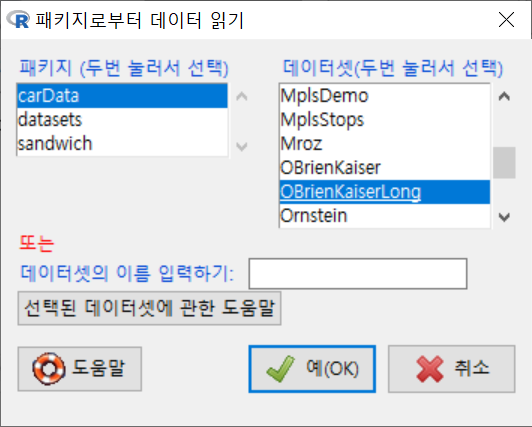 패키지로부터 데이터 읽기
패키지 (두번 눌러서 선택)
carData
datasets
sandwich
데이터셋(두번 눌러서 선택)
MplsDemo
MplsStops
Mroz
OBrienKaiser
OBrienKaiserLong
Ornstein
또는
데이터셋의 이름 입력하기:
선택된 데이터셋에 관한 도움말
도움말
예(OK)
취소